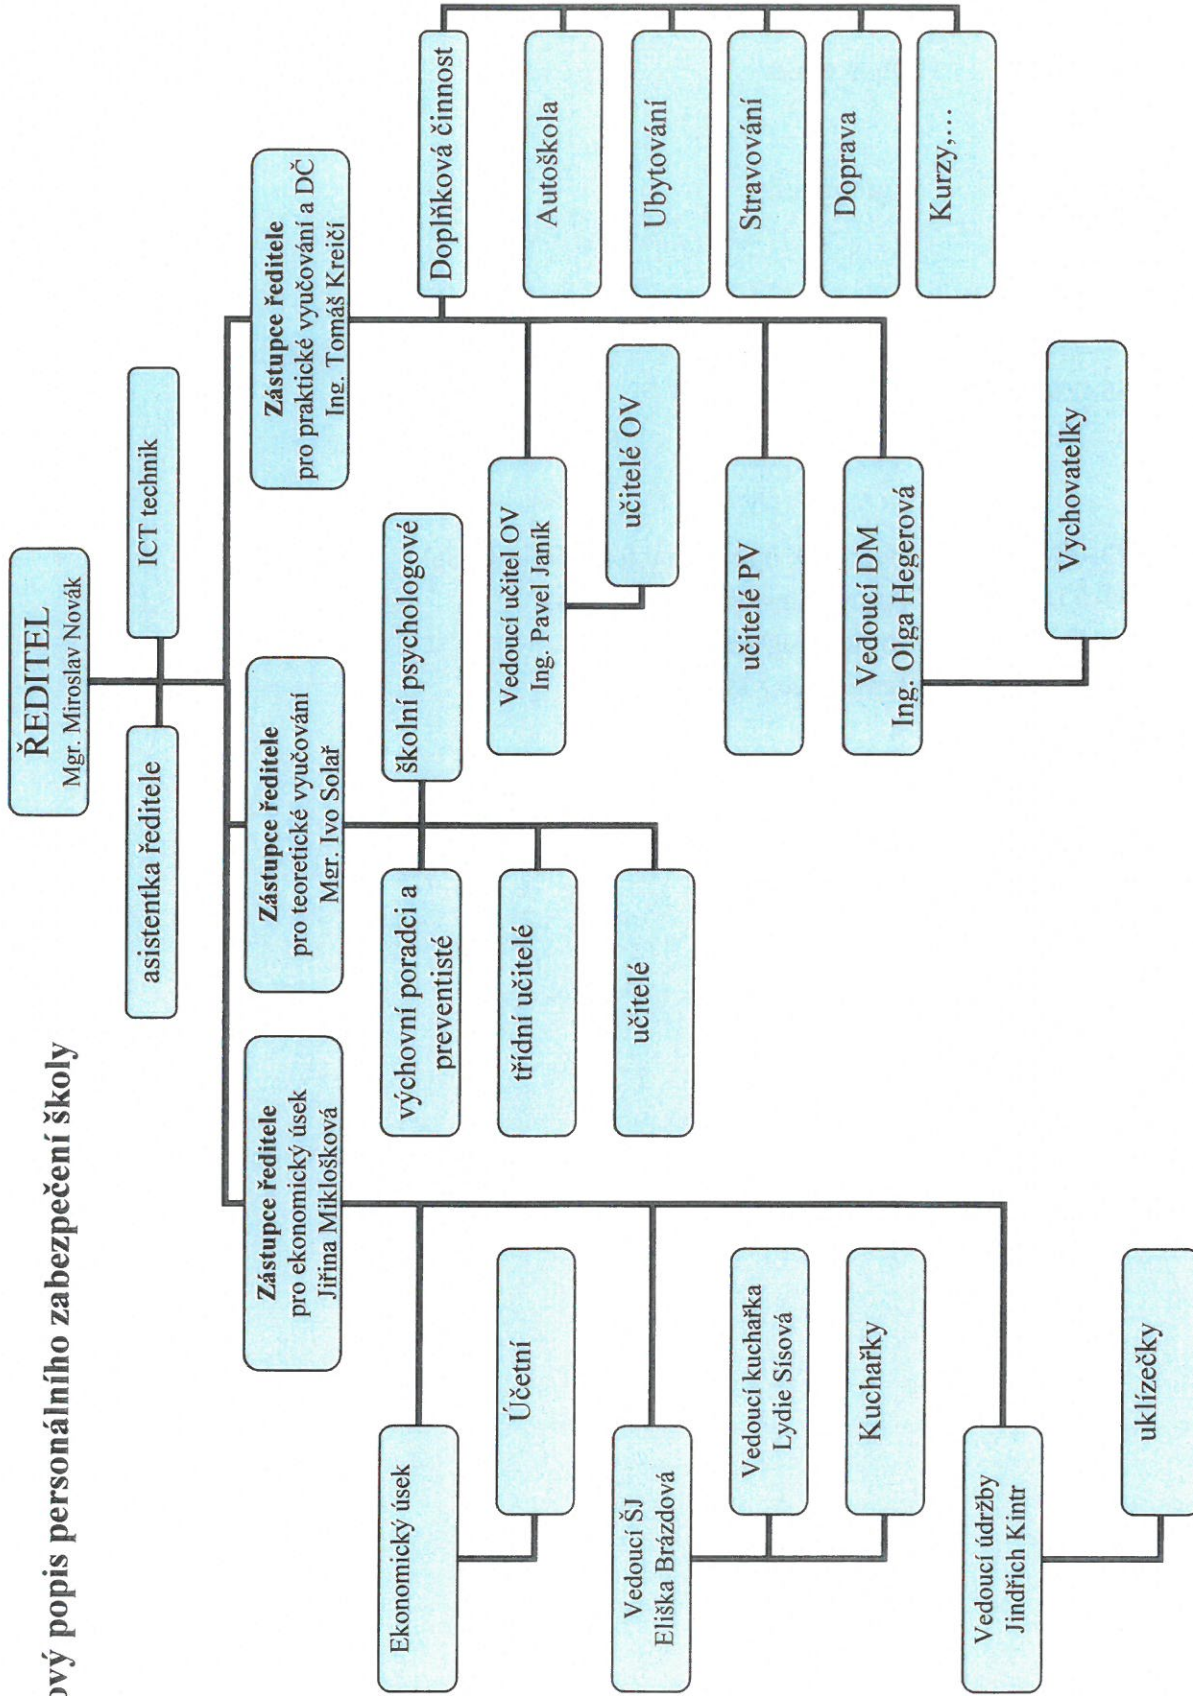 ový popis personálního zabezpečení školy
ŘEDITEL
Mgr. Miroslav Novák
asistentka ředitele
ICT technik
Zástupce ředitele
pro ekonomický úsek
Jiřina Miklošková
Zástupce ředitele
pro teoretické vyučování
Mgr. Ivo Solař
Zástupce ředitele
pro praktické vyučování a DČ
Ing. Tomáš Kreičí
Ekonomický úsek
Účetní
Vedoucí ŠJ
Eliška Brázdová
Vedoucí kuchařka
Lydie Sísová
Kuchařky
Vedoucí údržby
Jindřich Kintr
uklízečky
výchovní poradci a
preventisté
školní psychologové
třídní učitelé
učitelé
Doplňková činnost
Autoškola
Ubytování
Stravování
Doprava
Kurzy,…
Vedoucí učitel OV
Ing. Pavel Janík
učitelé OV
učitelé PV
Vedoucí DM
Ing. Olga Hegerová
Vychovatelky